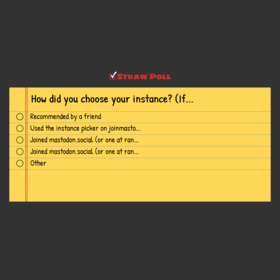 STRAW POLL
How did you choose your instance? (If...
Recommended by a friend
Used the instance picker on joinmasto...
Joined mastodon.social (or one at ran...
Joined mastodon.social (or one at ran...
Other